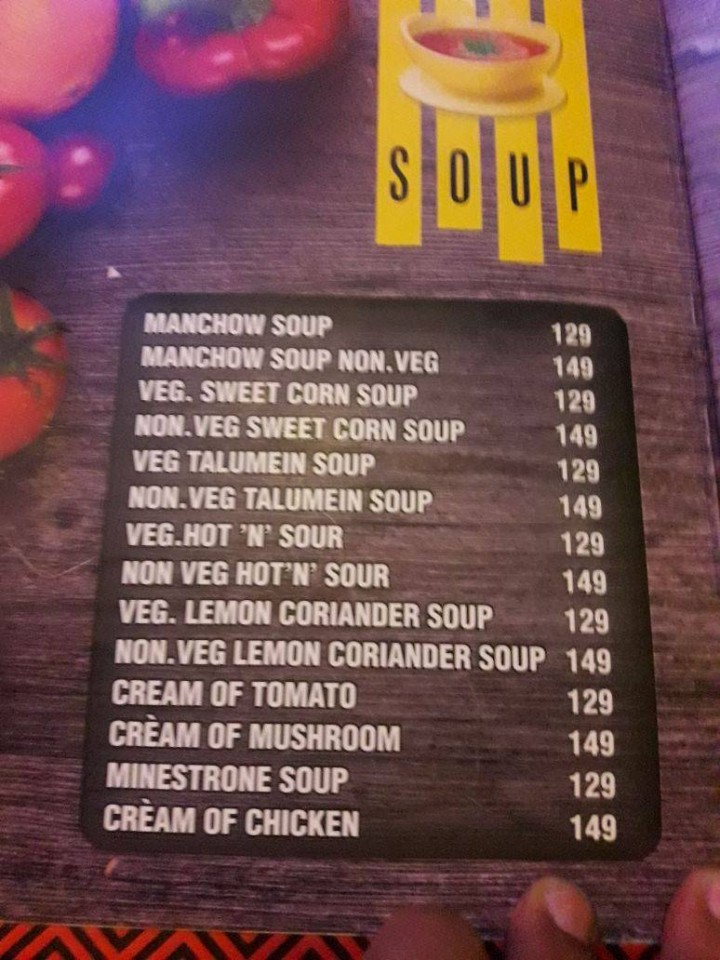 SOUP
MANCHOW SOUP 129
MANCHOW SOUP NON.VEG 149
VEG. SWEET CORN SOUP 129
NON.VEG SWEET CORN SOUP 149
VEG TALUMEIN SOUP 129
NON.VEG TALUMEIN SOUP 149
VEG.HOT 'N' SOUR 129
NON VEG HOT'N' SOUR 149
VEG. LEMON CORIANDER SOUP 129
NON.VEG LEMON CORIANDER SOUP 149
CREAM OF TOMATO 129
CRÈAM OF MUSHROOM 149
MINESTRONE SOUP 129
CRÈAM OF CHICKEN 149